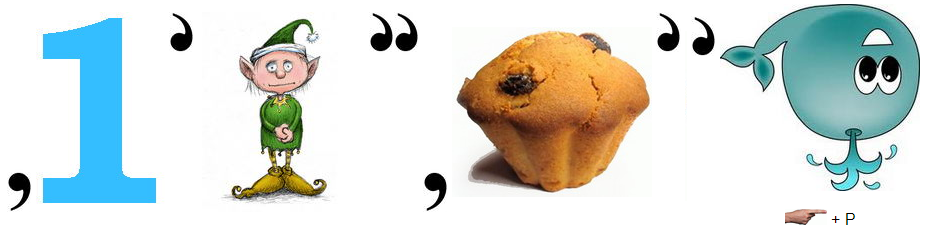 ,1 ’ ’’ , ’ ’
+ P